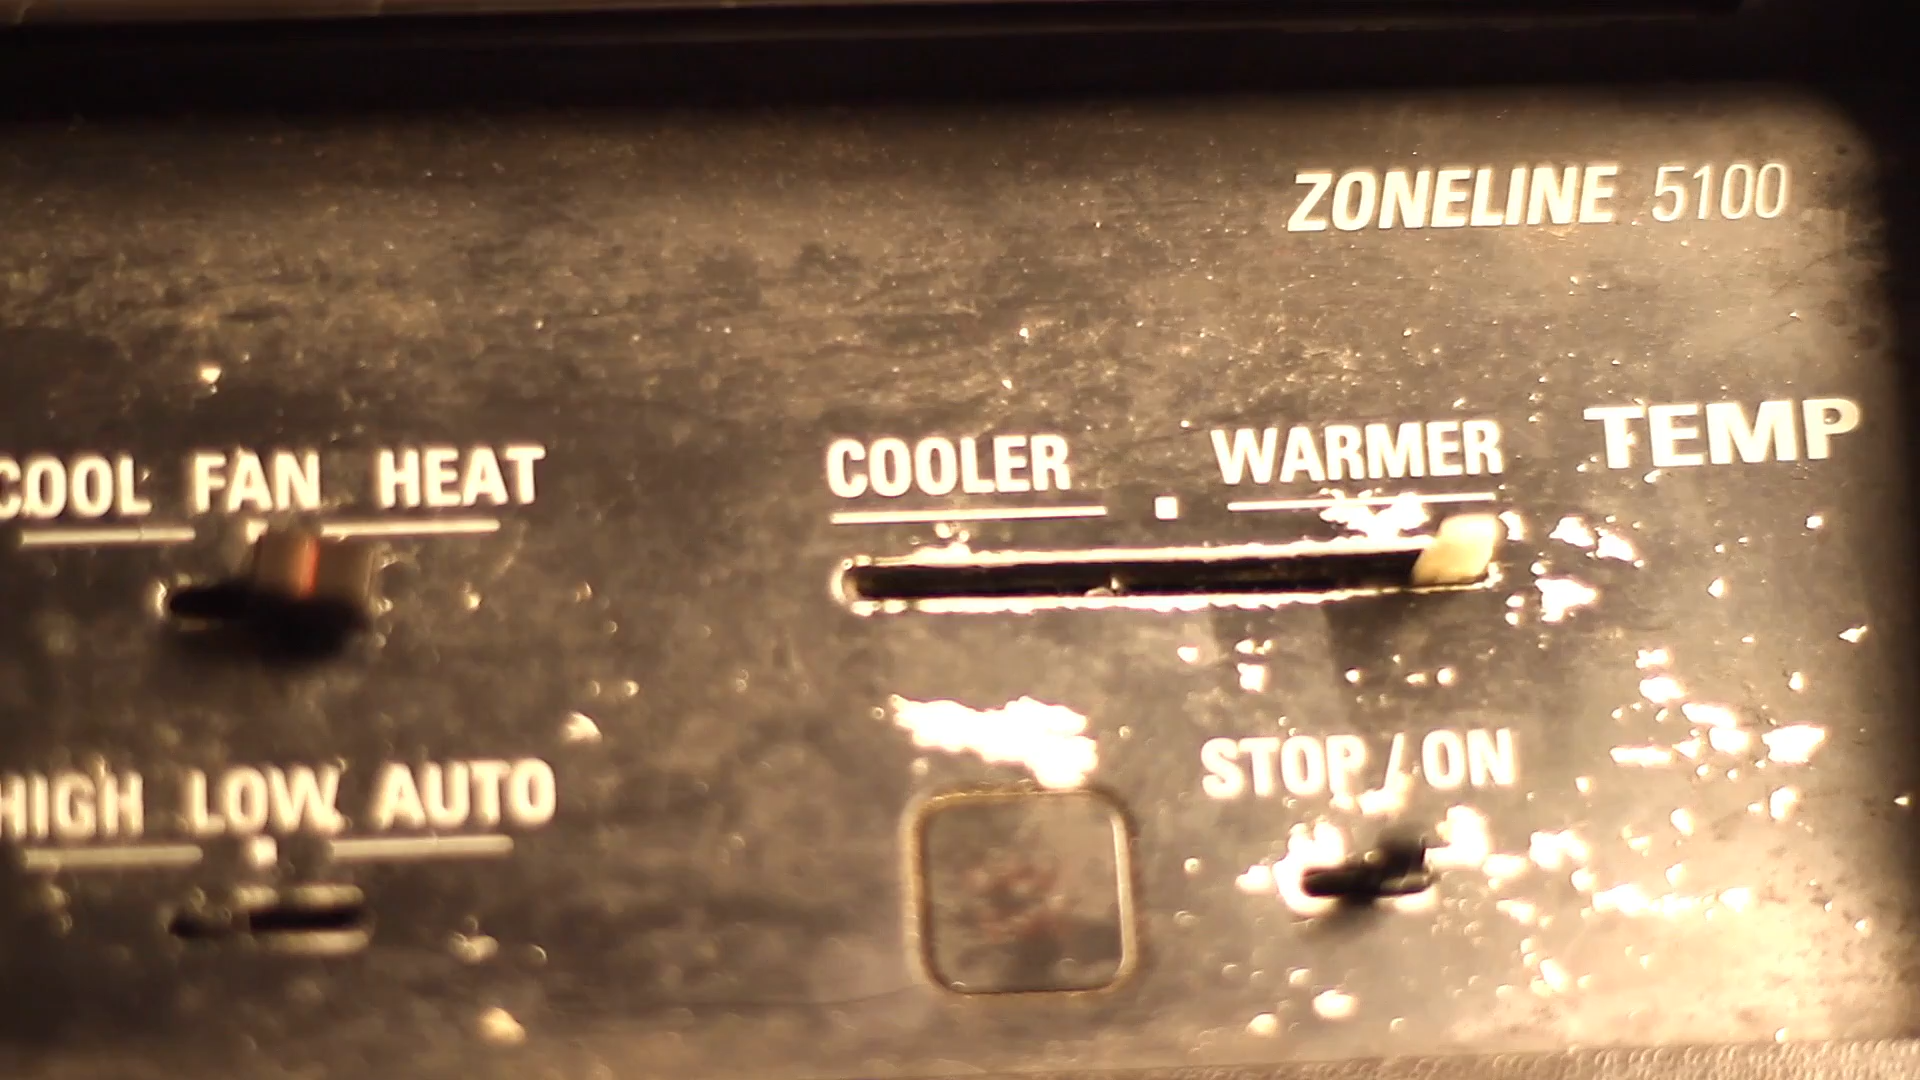 ZONELINE 5100
COOL FAN HEAT
COOLER WARMER TEMP
HIGH LOW AUTO
STOP / ON